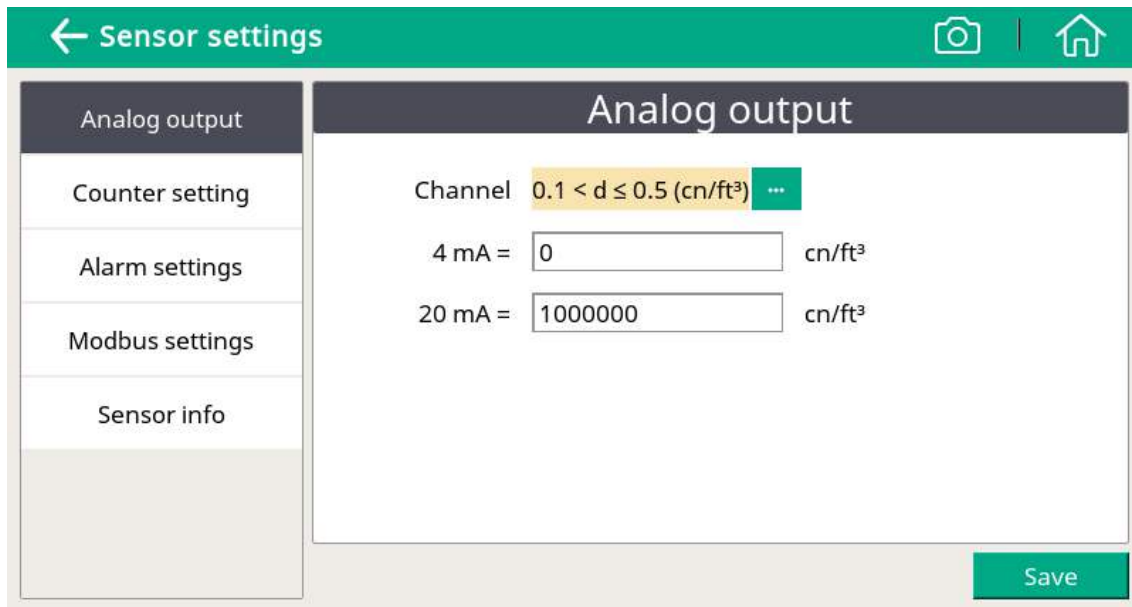 Sensor settings
Analog output
Counter setting
Alarm settings
Modbus settings
Sensor info
Analog output
Channel 0.1 < d ≤ 0.5 (cn/ft³) ...
4 mA = 0 cn/ft³
20 mA = 1000000 cn/ft³
Save